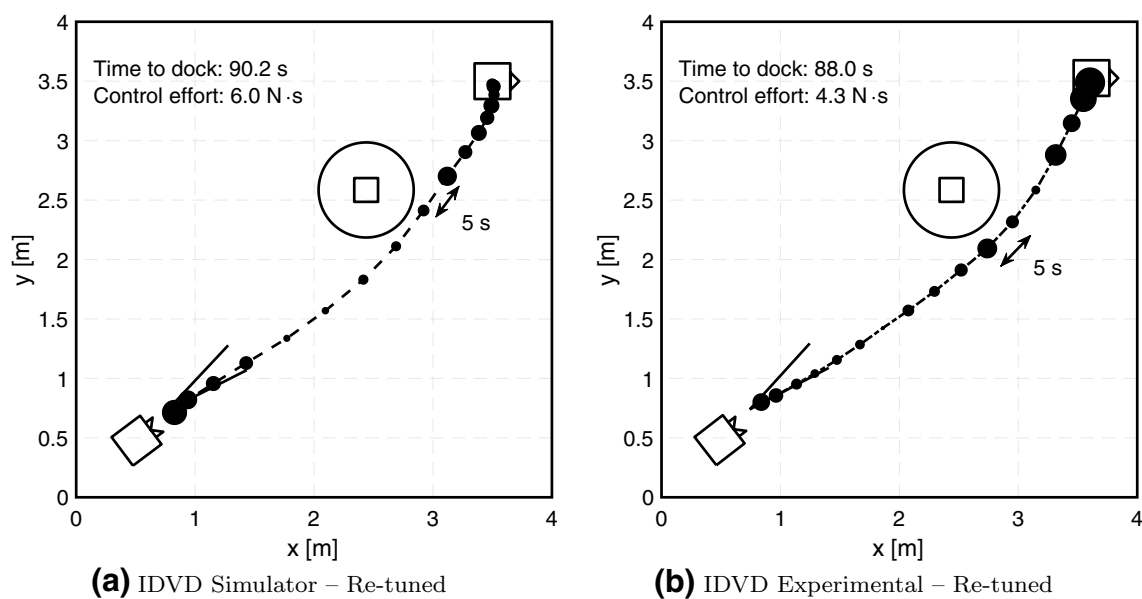 Time to dock: 90.2 s
Control effort: 6.0 N·s
5 s
4
3.5
3
2.5
2
1.5
1
0.5
0
0 1 2 3 4
y [m]
x [m]
(a) IDVD Simulator – Re-tuned
Time to dock: 88.0 s
Control effort: 4.3 N·s
5 s
4
3.5
3
2.5
2
1.5
1
0.5
0
0 1 2 3 4
y [m]
x [m]
(b) IDVD Experimental – Re-tuned